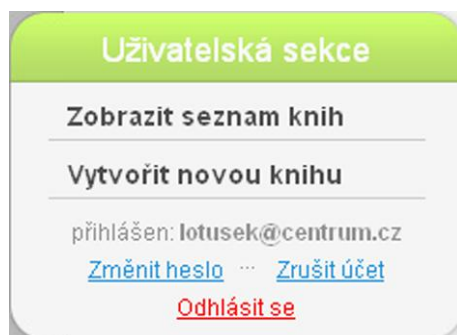 Uživatelská sekce
Zobrazit seznam knih
Vytvořit novou knihu
přihlášen: lotusek@centrum.cz
Změnit heslo ··· Zrušit účet
Odhlásit se